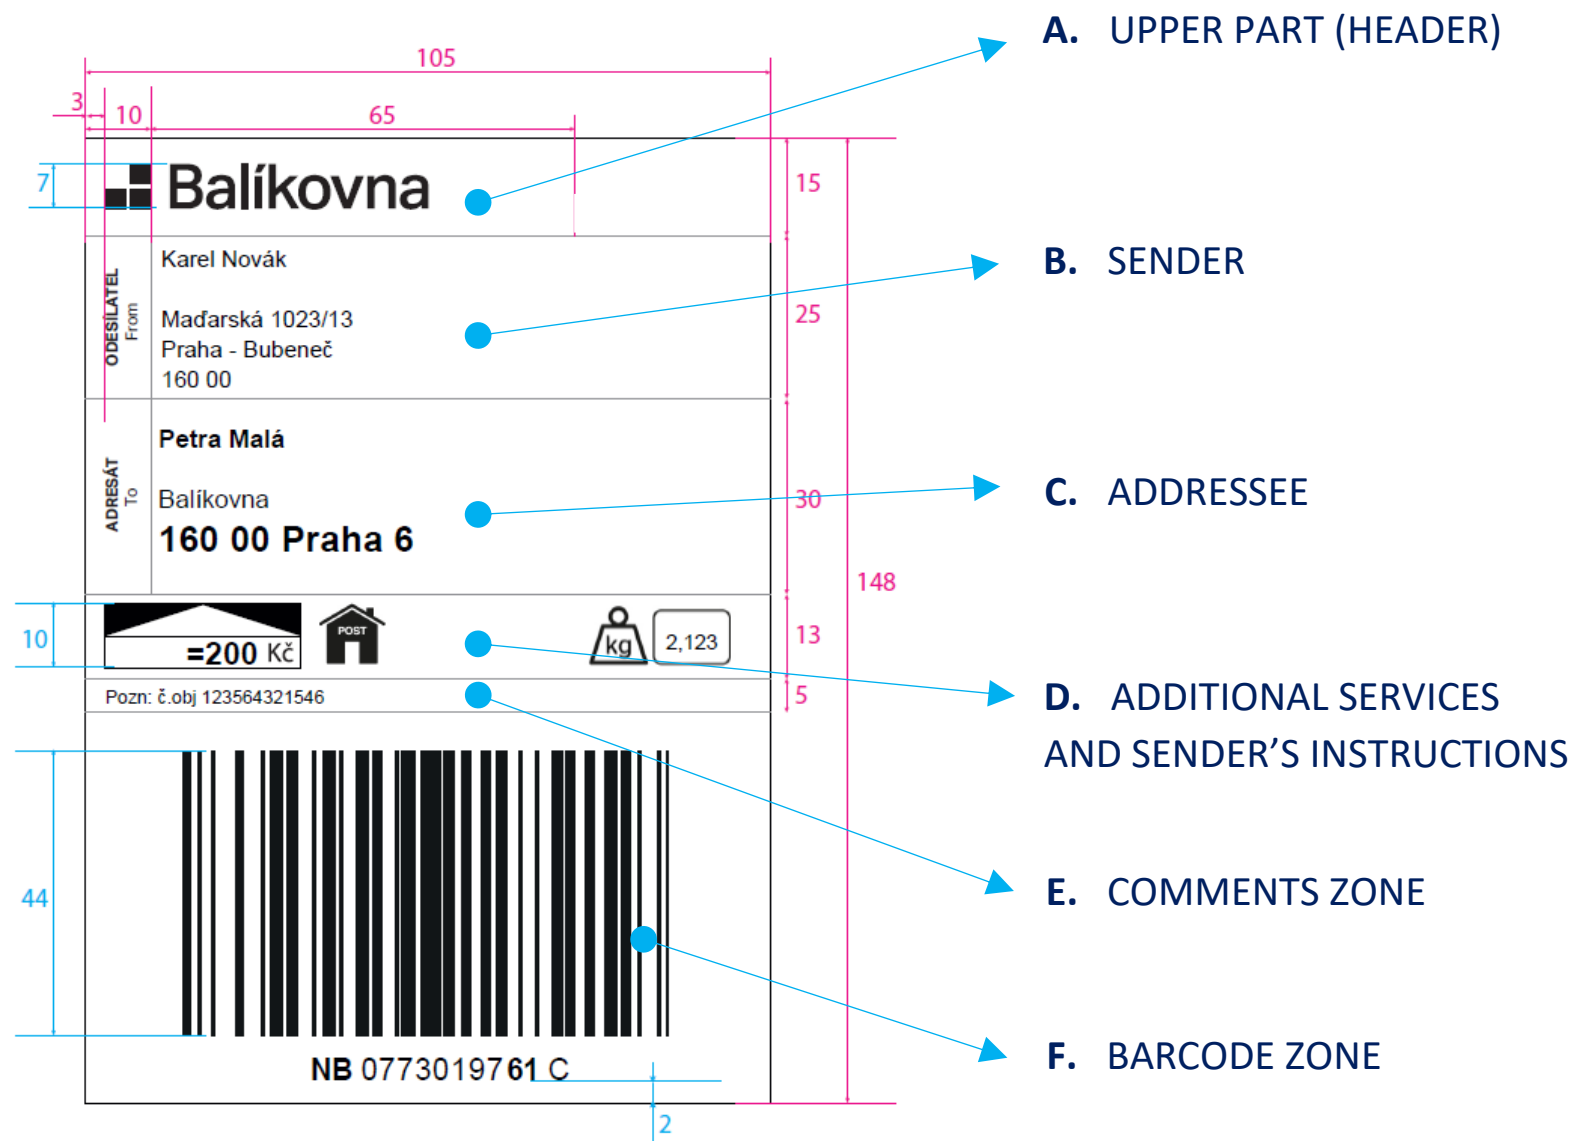 A. UPPER PART (HEADER)
105
3
10
65
7
Balíkovna
15
Karel Novák
B. SENDER
ODESÍLATEL
From
Maďarská 1023/13
25
Praha - Bubeneč
160 00
Petra Malá
ADRESÁT
To
Balíkovna
30
C. ADDRESSEE
160 00 Praha 6
148
10
=200 Kč
POST
kg
2,123
13
Pozn: č.obj 123564321546
5
D. ADDITIONAL SERVICES
AND SENDER’S INSTRUCTIONS
44
E. COMMENTS ZONE
F. BARCODE ZONE
NB 0773019761 C
2